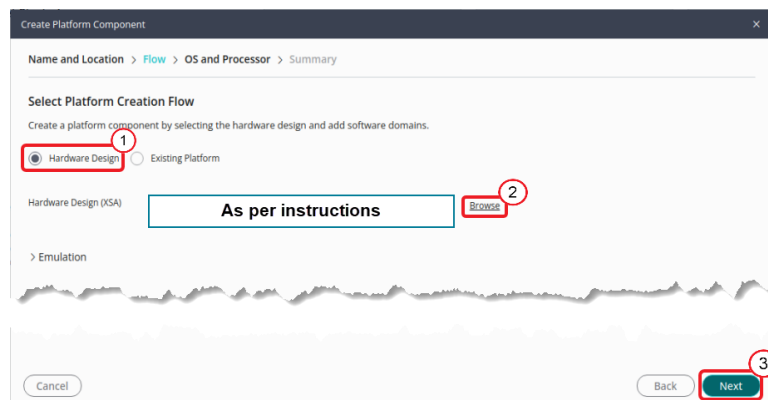 Create Platform Component ×
Name and Location > Flow > OS and Processor > Summary
Select Platform Creation Flow
Create a platform component by selecting the hardware design and add software domains.
1
Hardware Design Existing Platform
2
Hardware Design (XSA) As per instructions Browse
> Emulation
3
Cancel Back Next